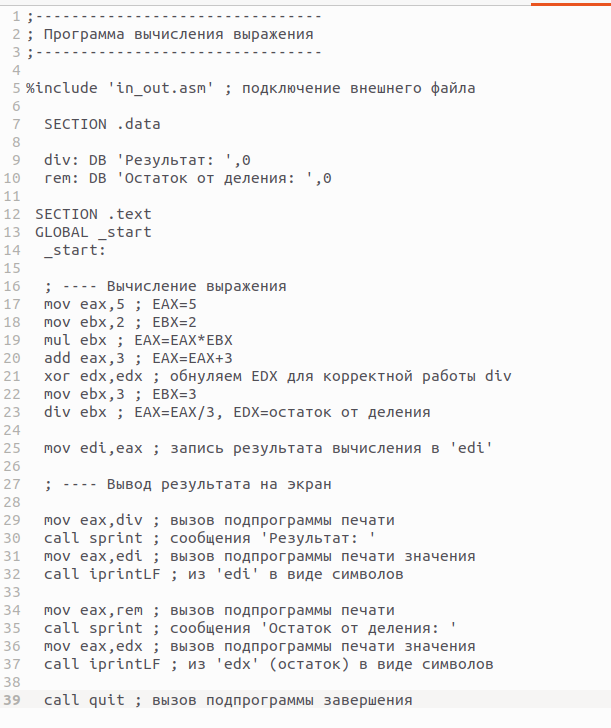 1 ;--------------------------------
2 ; Программа вычисления выражения
3 ;--------------------------------
4
5 %include 'in_out.asm' ; подключение внешнего файла
6
7 SECTION .data
8
9 div: DB 'Результат: ',0
10 rem: DB 'Остаток от деления: ',0
11
12 SECTION .text
13 GLOBAL _start
14 _start:
15
16 ; ---- Вычисление выражения
17 mov eax,5 ; EAX=5
18 mov ebx,2 ; EBX=2
19 mul ebx ; EAX=EAX*EBX
20 add eax,3 ; EAX=EAX+3
21 xor edx,edx ; обнуляем EDX для корректной работы div
22 mov ebx,3 ; EBX=3
23 div ebx ; EAX=EAX/3, EDX=остаток от деления
24
25 mov edi,eax ; запись результата вычисления в 'edi'
26
27 ; ---- Вывод результата на экран
28
29 mov eax,div ; вызов подпрограммы печати
30 call sprint ; сообщения 'Результат: '
31 mov eax,edi ; вызов подпрограммы печати значения
32 call iprintLF ; из 'edi' в виде символов
33
34 mov eax,rem ; вызов подпрограммы печати
35 call sprint ; сообщения 'Остаток от деления: '
36 mov eax,edx ; вызов подпрограммы печати значения
37 call iprintLF ; из 'edx' (остаток) в виде символов
38
39 call quit ; вызов подпрограммы завершения